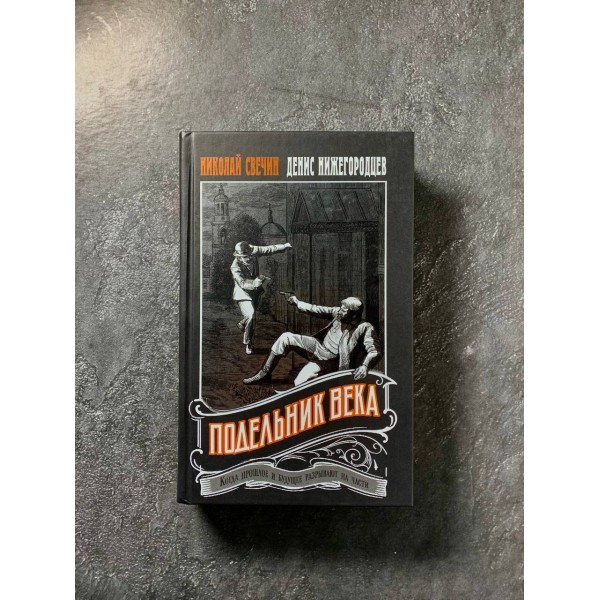 НИКОЛАЙ СВЕЧИН ДЕНИС НИЖЕГОРОДЦЕВ
ПОДЕЛЬНИК ВЕКА
КОГДА ПРОШЛОЕ И БУДУЩЕЕ РАЗРЫВАЮТ НА ЧАСТИ